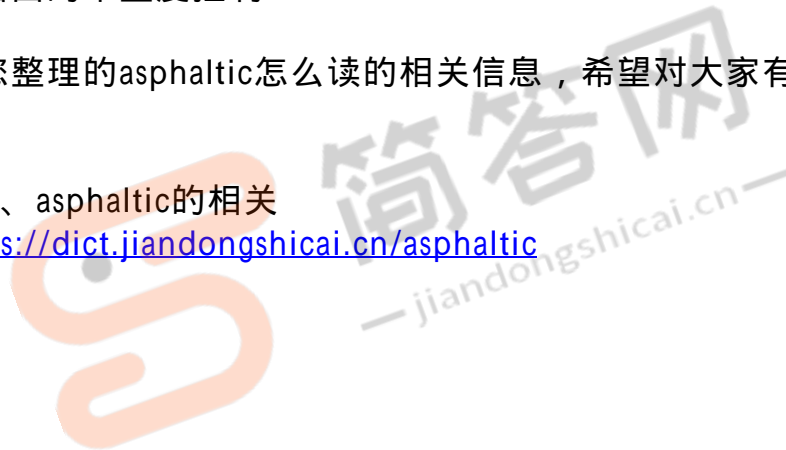 整理的asphaltic怎么读的相关信息，希望对大家有
、asphaltic的相关
s://dict.jiandongshicai.cn/asphaltic
简答网
jiandongshicai.cn